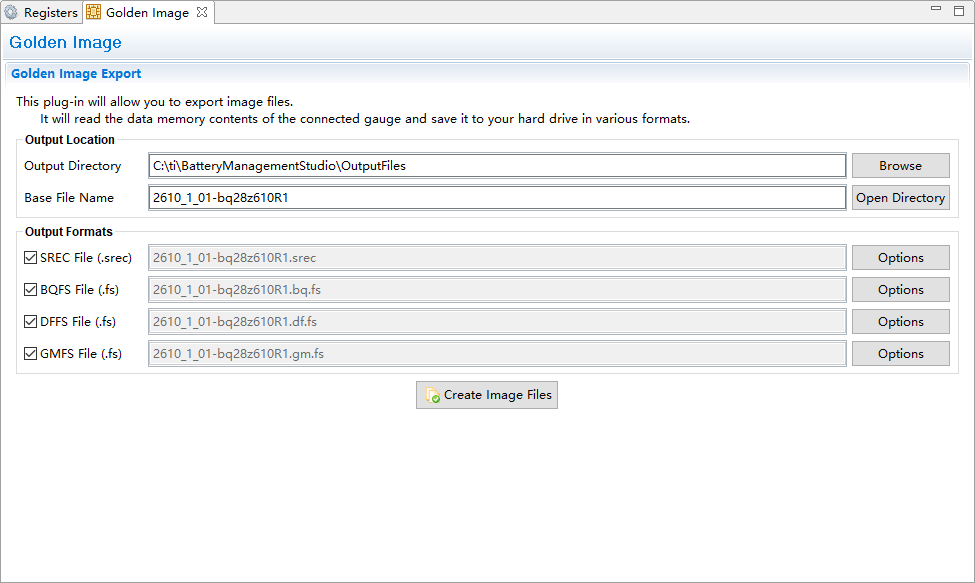 Registers
Golden Image
Golden Image
Golden Image Export
This plug-in will allow you to export image files.
It will read the data memory contents of the connected gauge and save it to your hard drive in various formats.
Output Location
Output Directory C:\ti\BatteryManagementStudio\OutputFiles Browse
Base File Name 2610_1_01-bq28z610R1 Open Directory
Output Formats
SREC File (.srec) 2610_1_01-bq28z610R1.srec Options
BQFS File (.fs) 2610_1_01-bq28z610R1.bq.fs Options
DFFS File (.fs) 2610_1_01-bq28z610R1.df.fs Options
GMFS File (.fs) 2610_1_01-bq28z610R1.gm.fs Options
Create Image Files